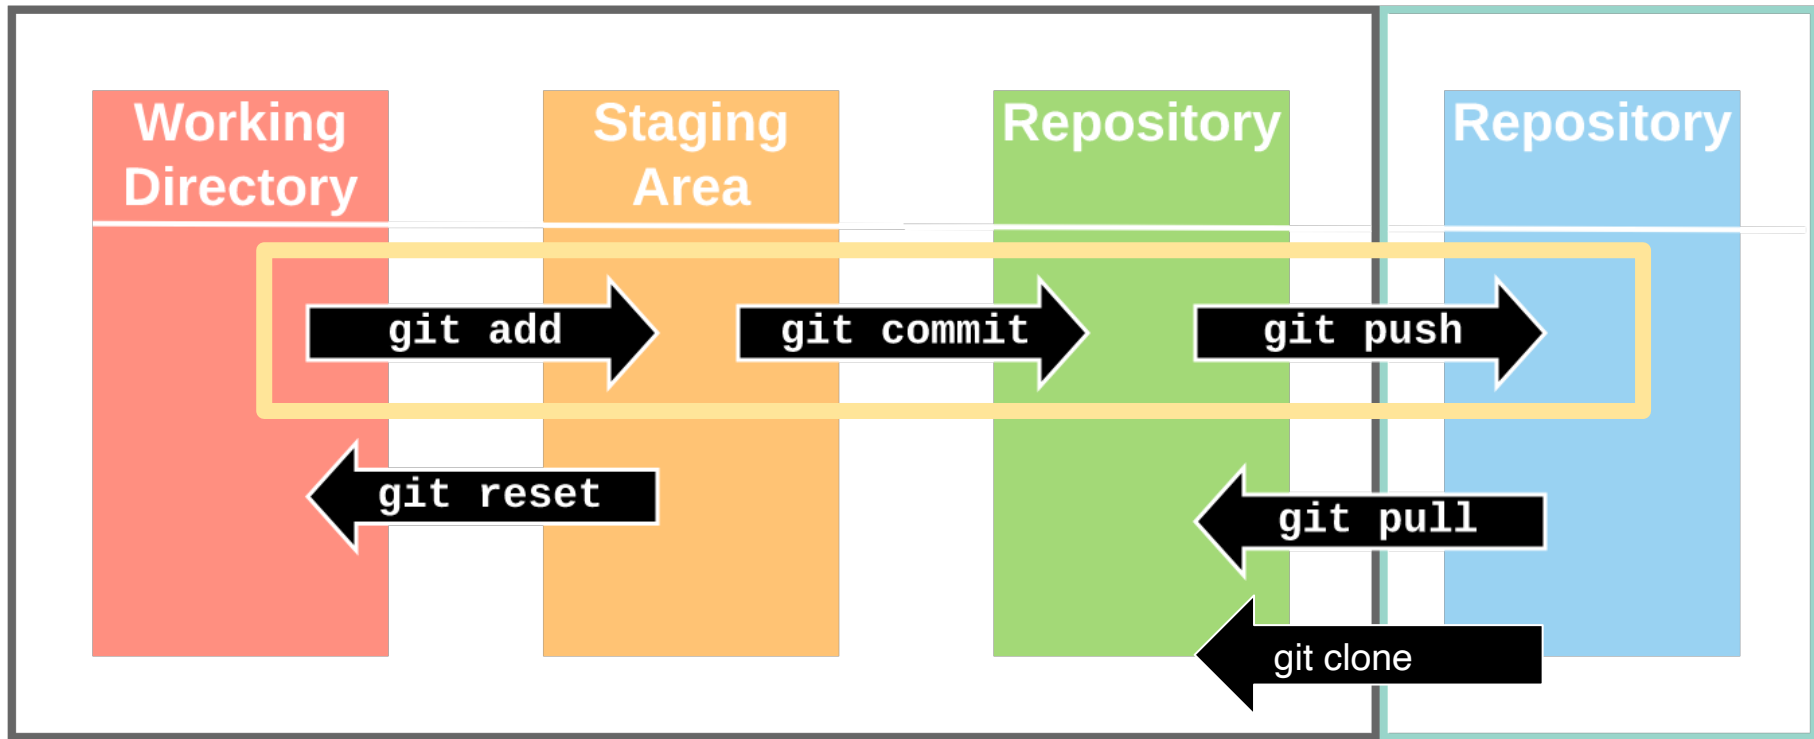 Working
Directory
Staging
Area
Repository
Repository
git add
git commit
git push
git reset
git pull
git clone